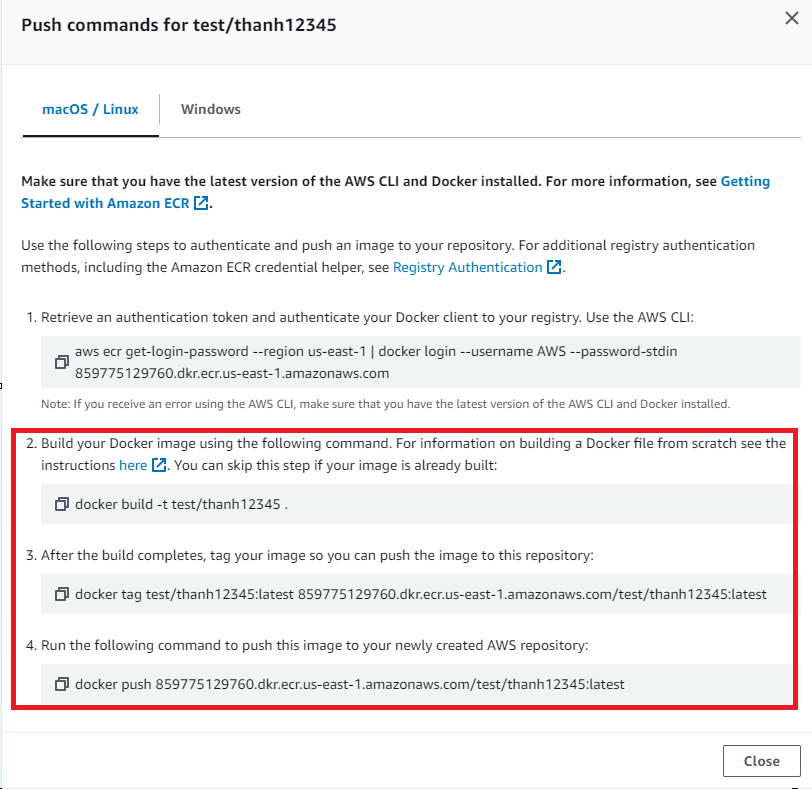 Push commands for test/thanh12345
macOS / Linux
Windows
Make sure that you have the latest version of the AWS CLI and Docker installed. For more information, see Getting
Started with Amazon ECR.
Use the following steps to authenticate and push an image to your repository. For additional registry authentication
methods, including the Amazon ECR credential helper, see Registry Authentication.
1. Retrieve an authentication token and authenticate your Docker client to your registry. Use the AWS CLI:
aws ecr get-login-password --region us-east-1 | docker login --username AWS --password-stdin
859775129760.dkr.ecr.us-east-1.amazonaws.com
Note: If you receive an error using the AWS CLI, make sure that you have the latest version of the AWS CLI and Docker installed.
2. Build your Docker image using the following command. For information on building a Docker file from scratch see the
instructions here. You can skip this step if your image is already built:
docker build -t test/thanh12345 .
3. After the build completes, tag your image so you can push the image to this repository:
docker tag test/thanh12345:latest 859775129760.dkr.ecr.us-east-1.amazonaws.com/test/thanh12345:latest
4. Run the following command to push this image to your newly created AWS repository:
docker push 859775129760.dkr.ecr.us-east-1.amazonaws.com/test/thanh12345:latest
Close